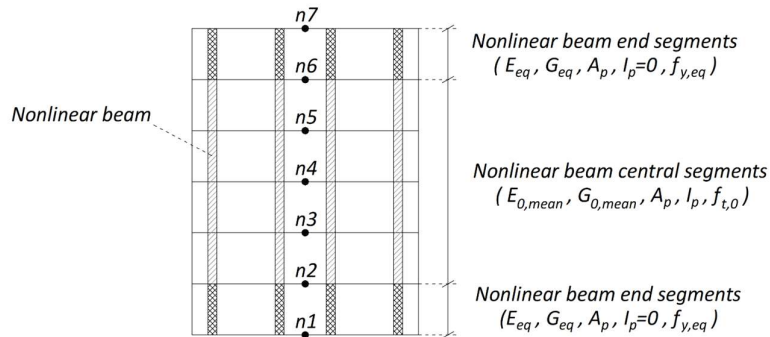 n7
Nonlinear beam end segments
( E_eq , G_eq , A_p , I_p=0 , f_y,eq )
n6
Nonlinear beam
n5
n4
Nonlinear beam central segments
( E_0,mean , G_0,mean , A_p , I_p , f_t,0 )
n3
n2
Nonlinear beam end segments
(E_eq , G_eq , A_p , I_p=0 , f_y,eq )
n1